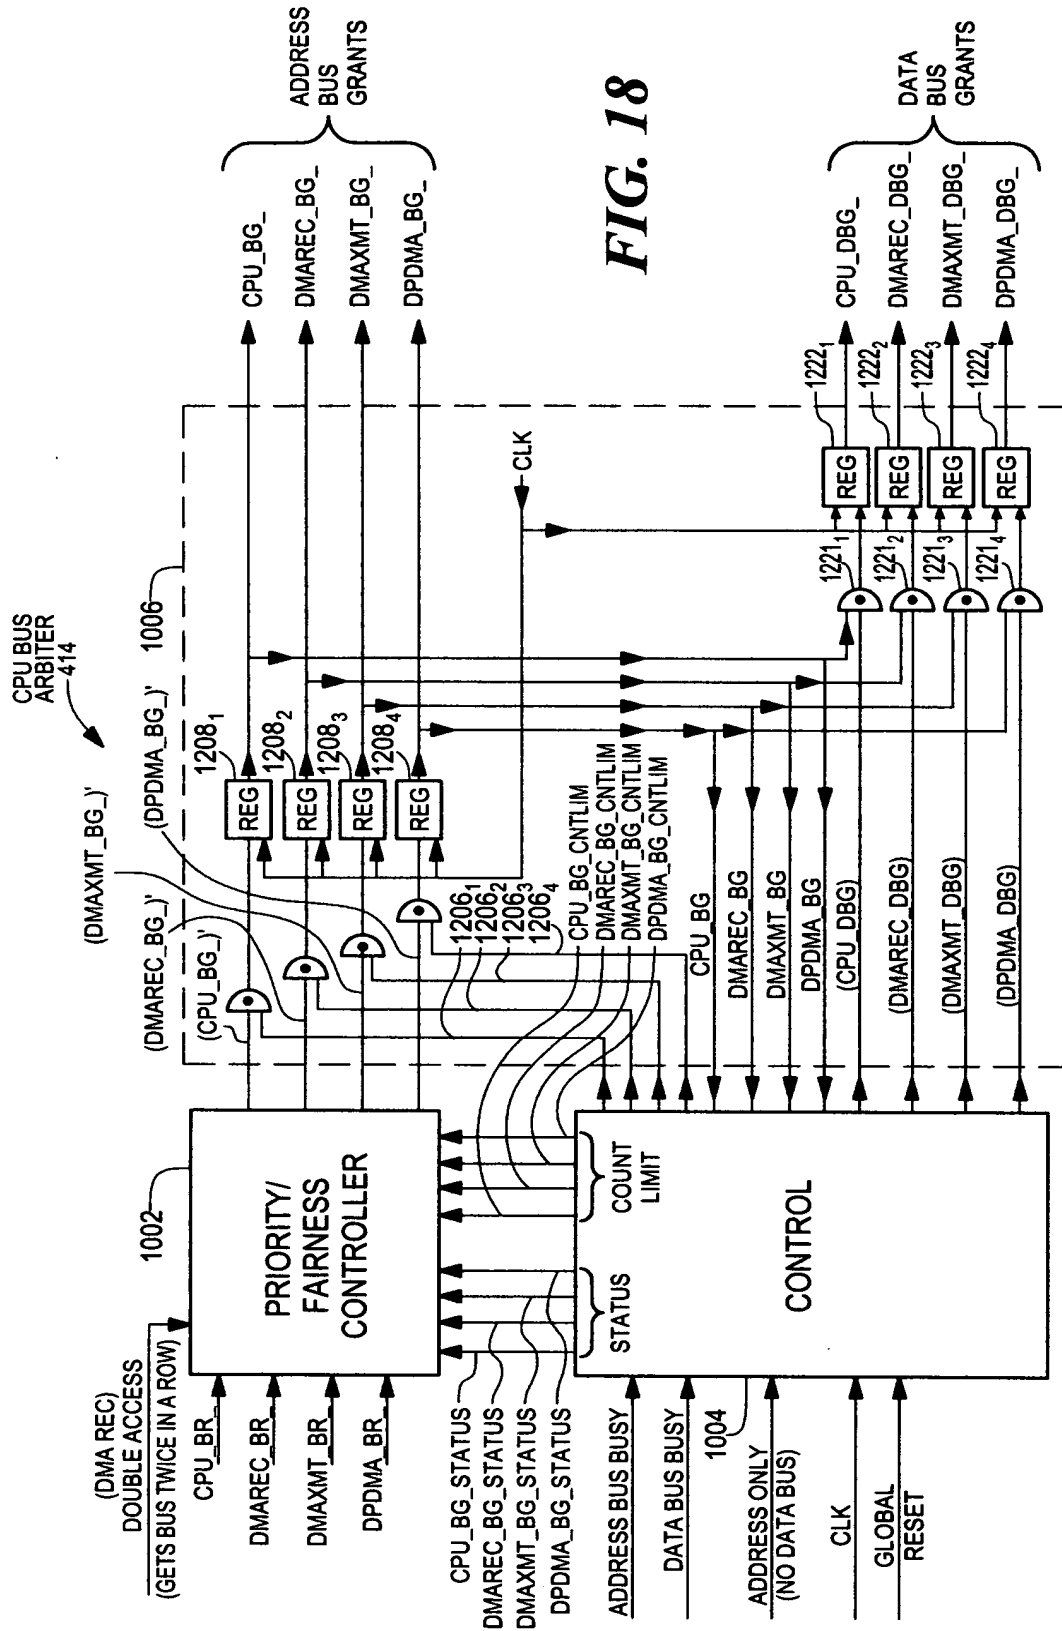 CPU BUS
ARBITER
414
1006
(DMA REC)
DOUBLE ACCESS
(GETS BUS TWICE IN A ROW)
1002
CPU_BR_
DMAREC_BR_
DMAXMT_BR_
DPDMA_BR_
PRIORITY/
FAIRNESS
CONTROLLER
(DMAREC_BG_)'
(CPU_BG_)'
(DMAXMT_BG_)'
(DPDMA_BG_)'
1208₁
1208₂
1208₃
1208₄
REG
REG
REG
REG
CPU_BG_
DMAREC_BG_
DMAXMT_BG_
DPDMA_BG_
ADDRESS
BUS
GRANTS
1206₁
1206₂
1206₃
1206₄
CPU_BG_CNTLIM
DMAREC_BG_CNTLIM
DMAXMT_BG_CNTLIM
DPDMA_BG_CNTLIM
CLK
FIG. 18
CPU_BG_STATUS
DMAREC_BG_STATUS
DMAXMT_BG_STATUS
DPDMA_BG_STATUS
STATUS
COUNT
LIMIT
ADDRESS BUS BUSY
DATA BUS BUSY
1004
ADDRESS ONLY
(NO DATA BUS)
CLK
GLOBAL
RESET
CONTROL
CPU_BG
DMAREC_BG
DMAXMT_BG
DPDMA_BG
(CPU_DBG)
(DMAREC_DBG)
(DMAXMT_DBG)
(DPDMA_DBG)
1221₁
1221₂
1221₃
1221₄
REG
REG
REG
REG
1222₁
1222₂
1222₃
1222₄
CPU_DBG_
DMAREC_DBG_
DMAXMT_DBG_
DPDMA_DBG_
DATA
BUS
GRANTS